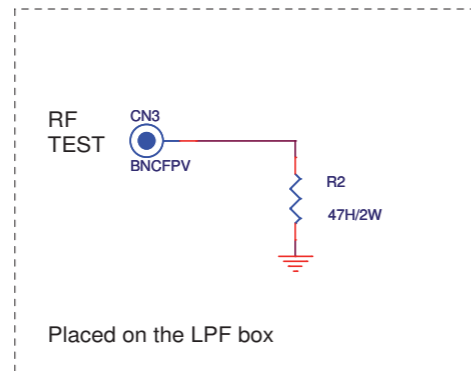 RF
TEST
CN3
BNCFPV
R2
47H/2W
Placed on the LPF box